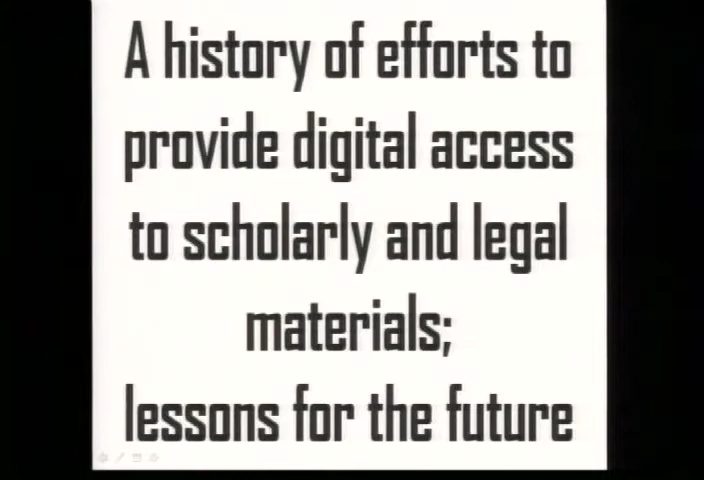 A history of efforts to
provide digital access
to scholarly and legal
materials;
lessons for the future